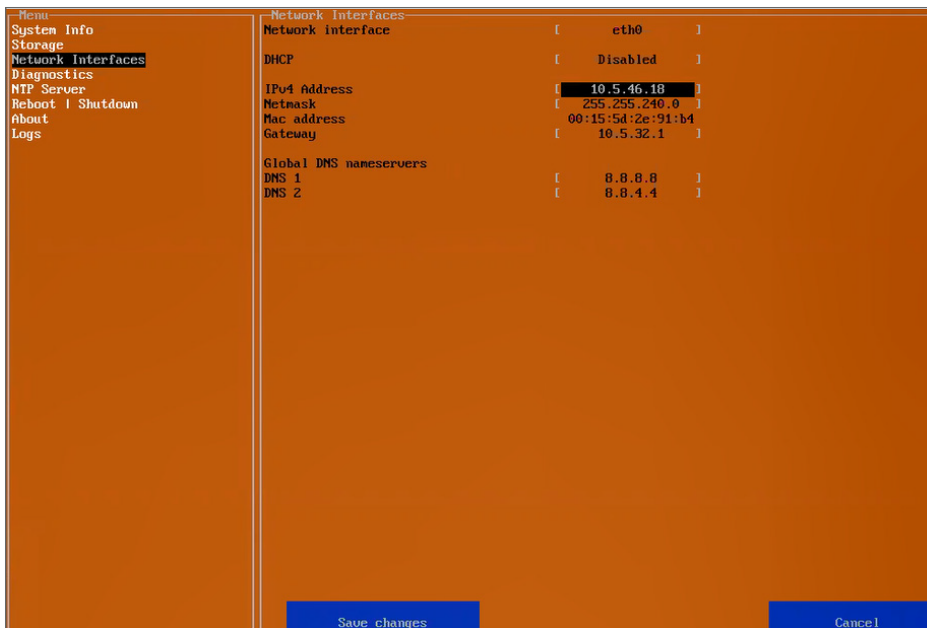 Menu
System Info
Storage
Network Interfaces
Diagnostics
NTP Server
Reboot | Shutdown
About
Logs
Network Interfaces
Network interface [ eth0 ]
DHCP [ Disabled ]
IPv4 Address [ 10.5.46.18 ]
Netmask [ 255.255.240.0 ]
Mac address 00:15:5d:2e:91:b4
Gateway [ 10.5.32.1 ]
Global DNS nameservers
DNS 1 [ 8.8.8.8 ]
DNS 2 [ 8.8.4.4 ]
Save changes
Cancel